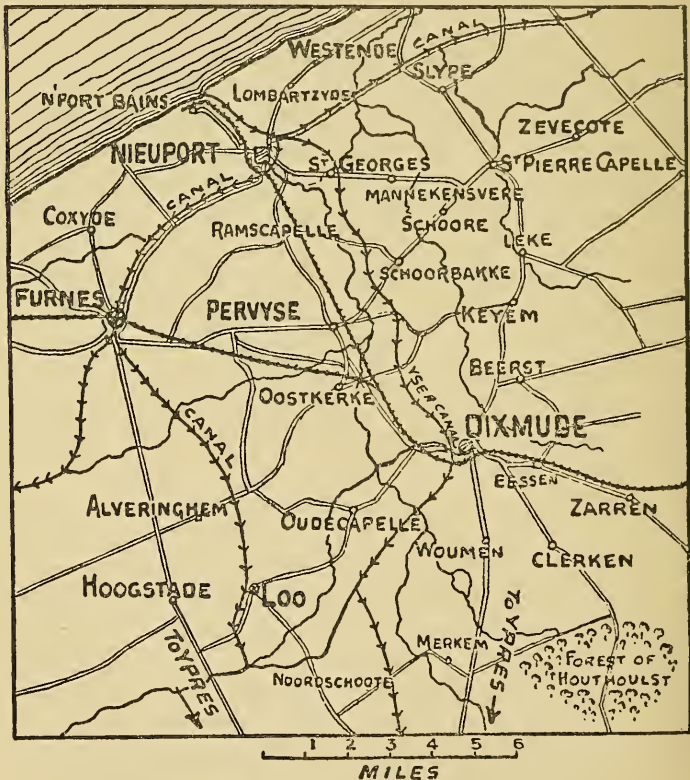 WESTENDE
CANAL
SLYPE
N'PORT BAINS
LOMBARTZYDE
ZEVECOTE
NIEUPORT
ST GEORGES
ST PIERRE CAPELLE
CANAL
MANNEKENSVERE
COXYDE
RAMSCAPELLE
SCHOORE
LEKE
SCHOORBAKKE
FURNES
PERVYSE
KEYEM
BEERST
OOSTKERKE
YSER CANAL
DIXMUDE
CANAL
EESSEN
ZARREN
ALVERINGHEM
OUDECAPELLE
WOUMEN
CLERKEN
HOOGSTADE
LOO
TO YPRES
TO YPRES
MERKEM
FOREST OF
HOUTHOULST
NOORDSCHOOTE
1 2 3 4 5 6
MILES